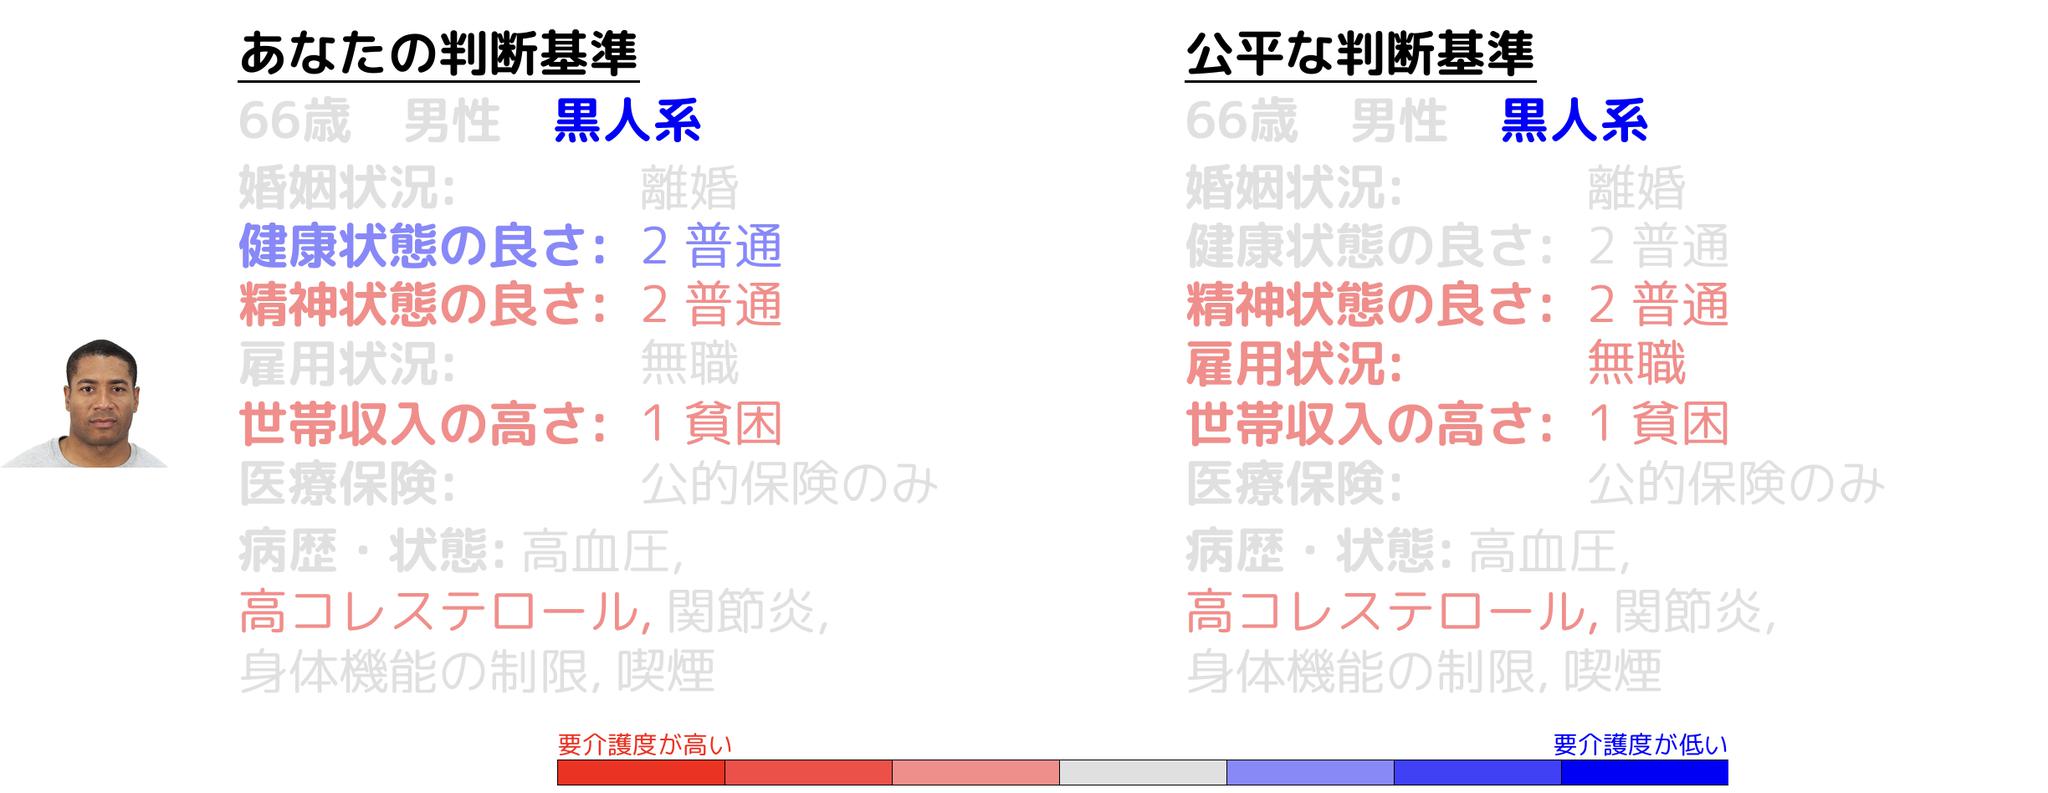 あなたの判断基準
66歳 男性 黒人系
婚姻状況: 離婚
健康状態の良さ: 2 普通
精神状態の良さ: 2 普通
雇用状況: 無職
世帯収入の高さ: 1 貧困
医療保険: 公的保険のみ
病歴・状態: 高血圧,
高コレステロール, 関節炎,
身体機能の制限, 喫煙
公平な判断基準
66歳 男性 黒人系
婚姻状況: 離婚
健康状態の良さ: 2 普通
精神状態の良さ: 2 普通
雇用状況: 無職
世帯収入の高さ: 1 貧困
医療保険: 公的保険のみ
病歴・状態: 高血圧,
高コレステロール, 関節炎,
身体機能の制限, 喫煙
要介護度が高い
要介護度が低い